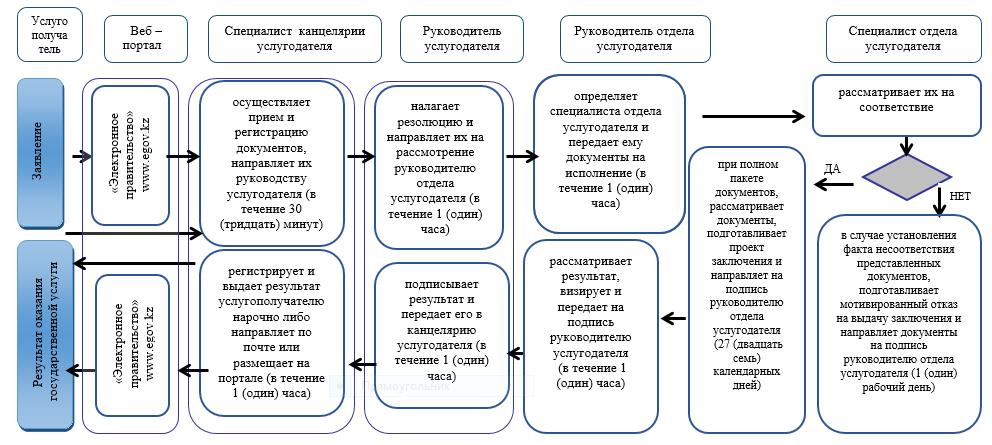 Услуго
получа
тель
Веб –
портал
Специалист канцелярии
услугодателя
Руководитель
услугодателя
Руководитель отдела
услугодателя
Специалист отдела
услугодателя
Заявление
«Электронное
правительство»
www.egov.kz
осуществляет
прием и
регистрацию
документов,
направляет их
руководству
услугодателя (в
течение 30
(тридцать) минут)
налагает
резолюцию и
направляет их на
рассмотрение
руководителю
отдела
услугодателя (в
течение 1 (один)
часа)
определяет
специалиста отдела
услугодателя и
передает ему
документы на
исполнение (в
течение 1 (один)
часа)
рассматривает их на
соответствие
ДА
НЕТ
при полном
пакете
документов,
рассматривает
документы,
подготавливает
проект
заключения и
направляет на
подпись
руководителю
отдела
услугодателя
(27 (двадцать
семь)
календарных
дней)
в случае установления
факта несоответствия
представленных
документов,
подготавливает
мотивированный отказ
на выдачу заключения и
направляет документы
на подпись
руководителю отдела
услугодателя (1 (один)
рабочий день)
рассматривает
результат,
визирует и
передает на
подпись
руководителю
услугодателя
(в течение 1
(один) часа)
подписывает
результат и
передает его в
канцелярию
услугодателя (в
течение 1 (один)
часа)
регистрирует и
выдает результат
услугополучателю
нарочно либо
направляет по
почте или
размещает на
портале (в течение
1 (один) часа)
«Электронное
правительство»
www.egov.kz
Результат оказания
государственной услуги
Прямоугольник